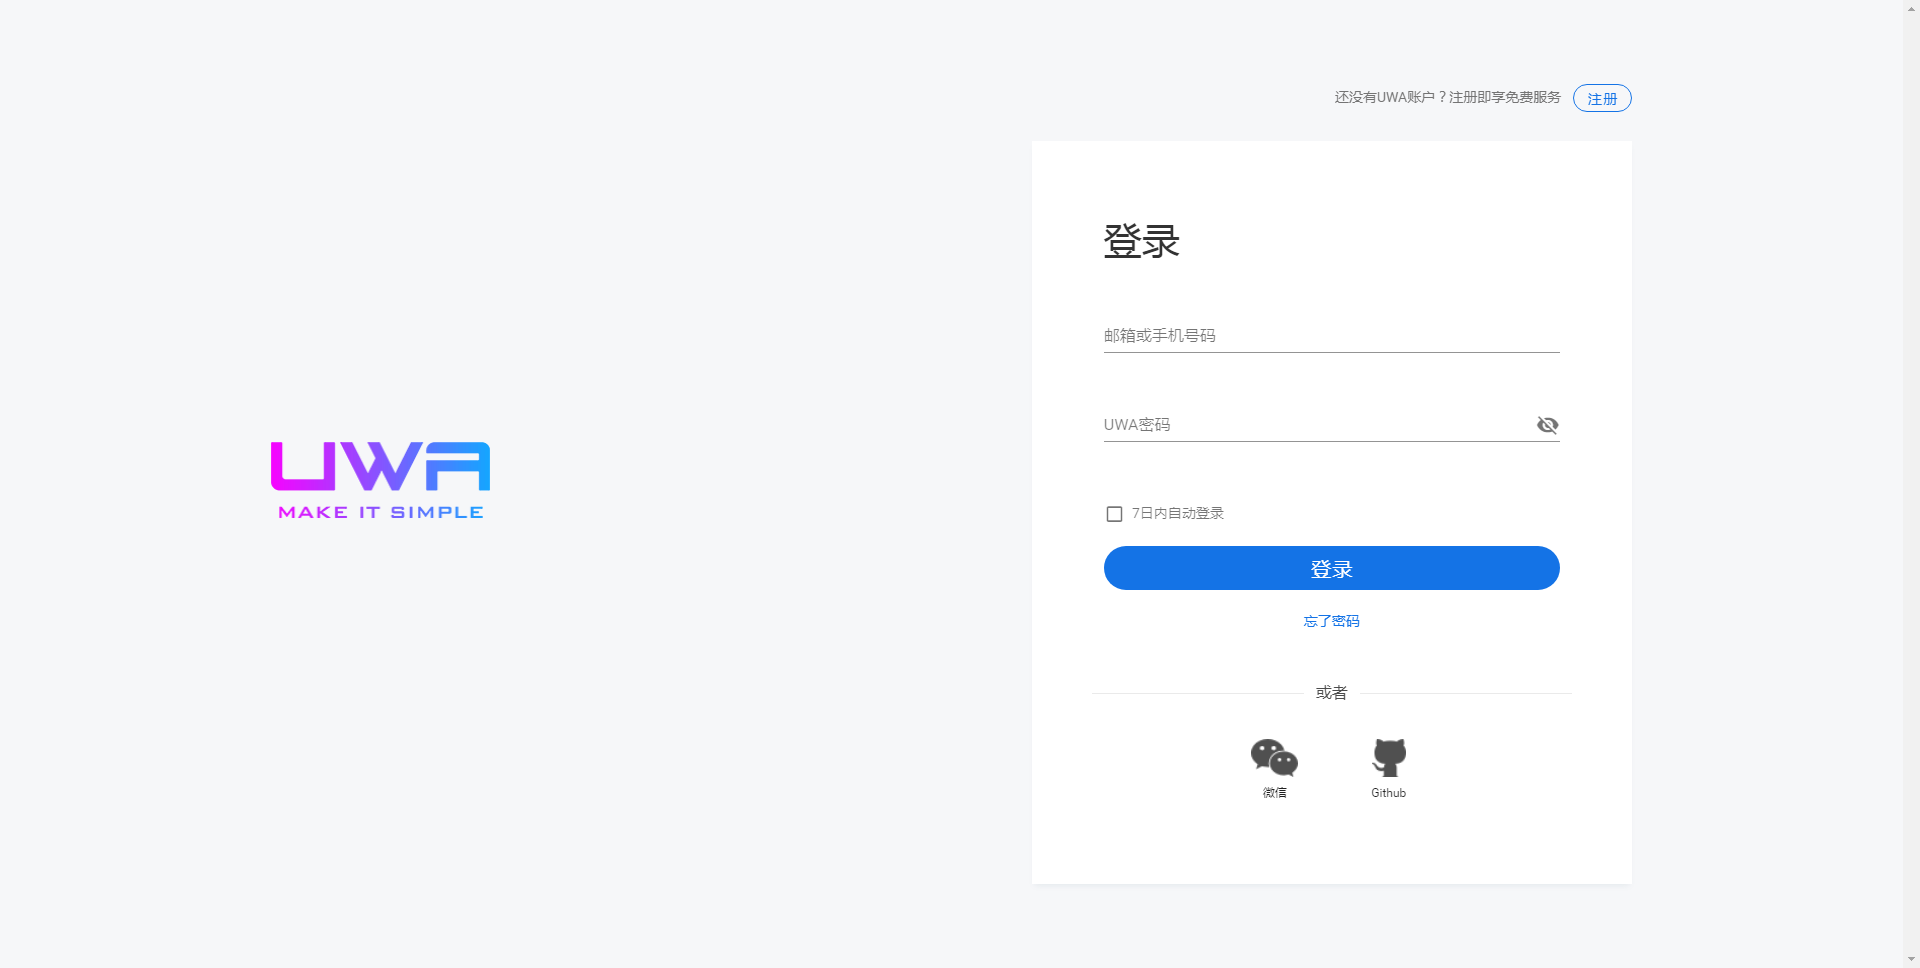 还没有UWA账户？注册即享免费服务 注册
登录
邮箱或手机号码
UWA密码
UWA
MAKE IT SIMPLE
7日内自动登录
登录
忘了密码
或者
微信 Github